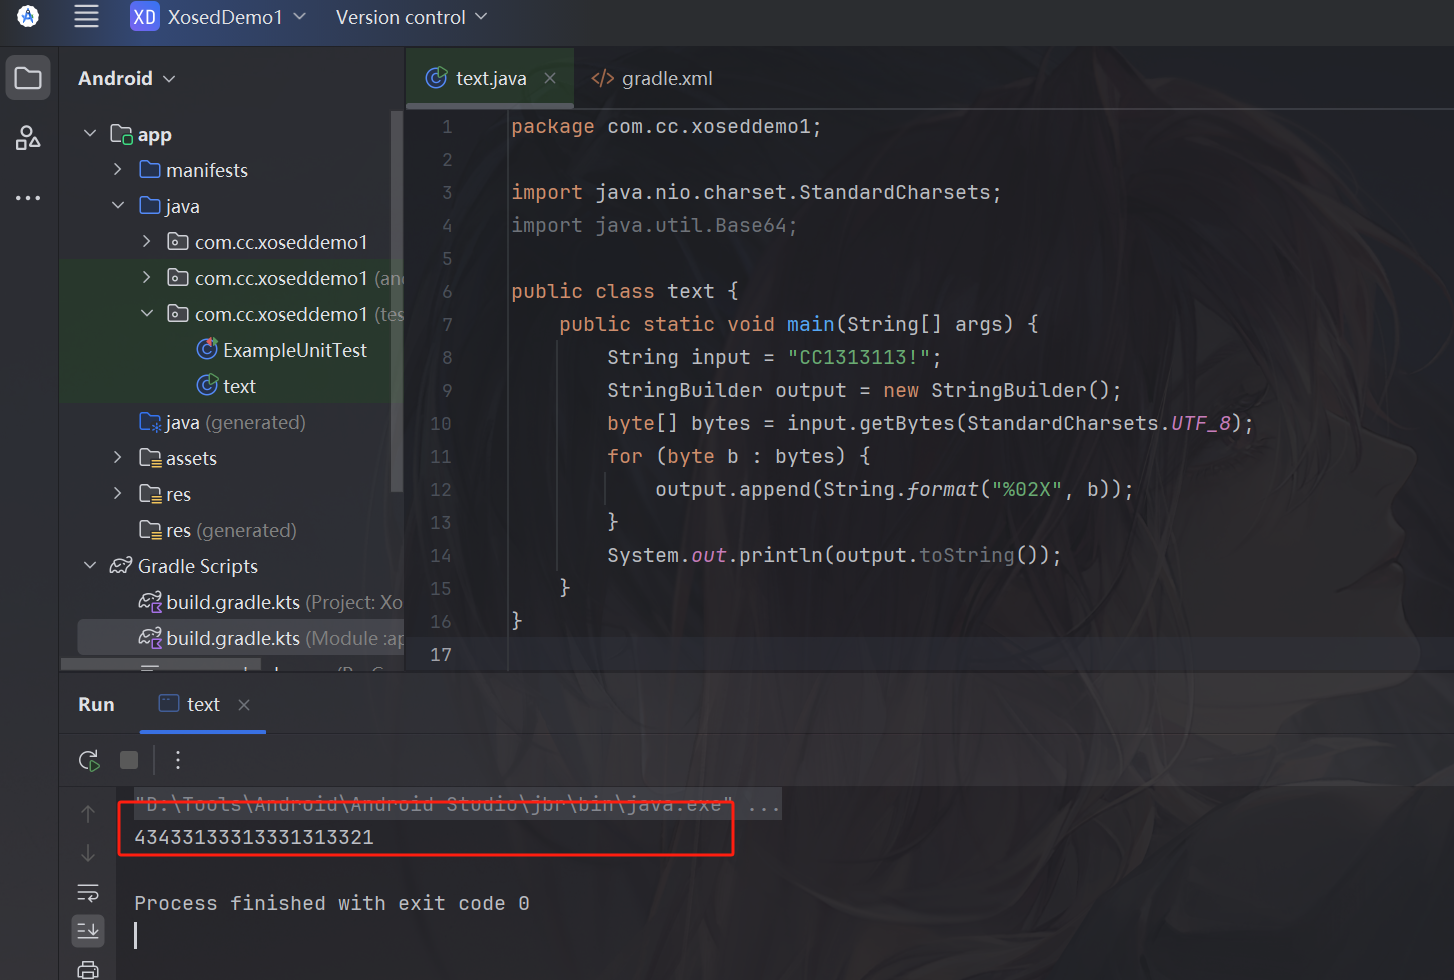 XD XosedDemo1 Version control
Android
text.java
gradle.xml
app
manifests
java
com.cc.xoseddemo1
com.cc.xoseddemo1 (and
com.cc.xoseddemo1 (tes
ExampleUnitTest
text
java (generated)
assets
res
res (generated)
Gradle Scripts
build.gradle.kts (Project: Xo
build.gradle.kts (Module :ap
1 package com.cc.xoseddemo1;
2
3 import java.nio.charset.StandardCharsets;
4 import java.util.Base64;
5
6 public class text {
7 public static void main(String[] args) {
8 String input = "CC1313113!";
9 StringBuilder output = new StringBuilder();
10 byte[] bytes = input.getBytes(StandardCharsets.UTF_8);
11 for (byte b : bytes) {
12 output.append(String.format("%02X", b));
13 }
14 System.out.println(output.toString());
15 }
16 }
17
Run text
"D:\Tools\Android\Android Studio\jbr\bin\java.exe" ...
43433133313331313321
Process finished with exit code 0